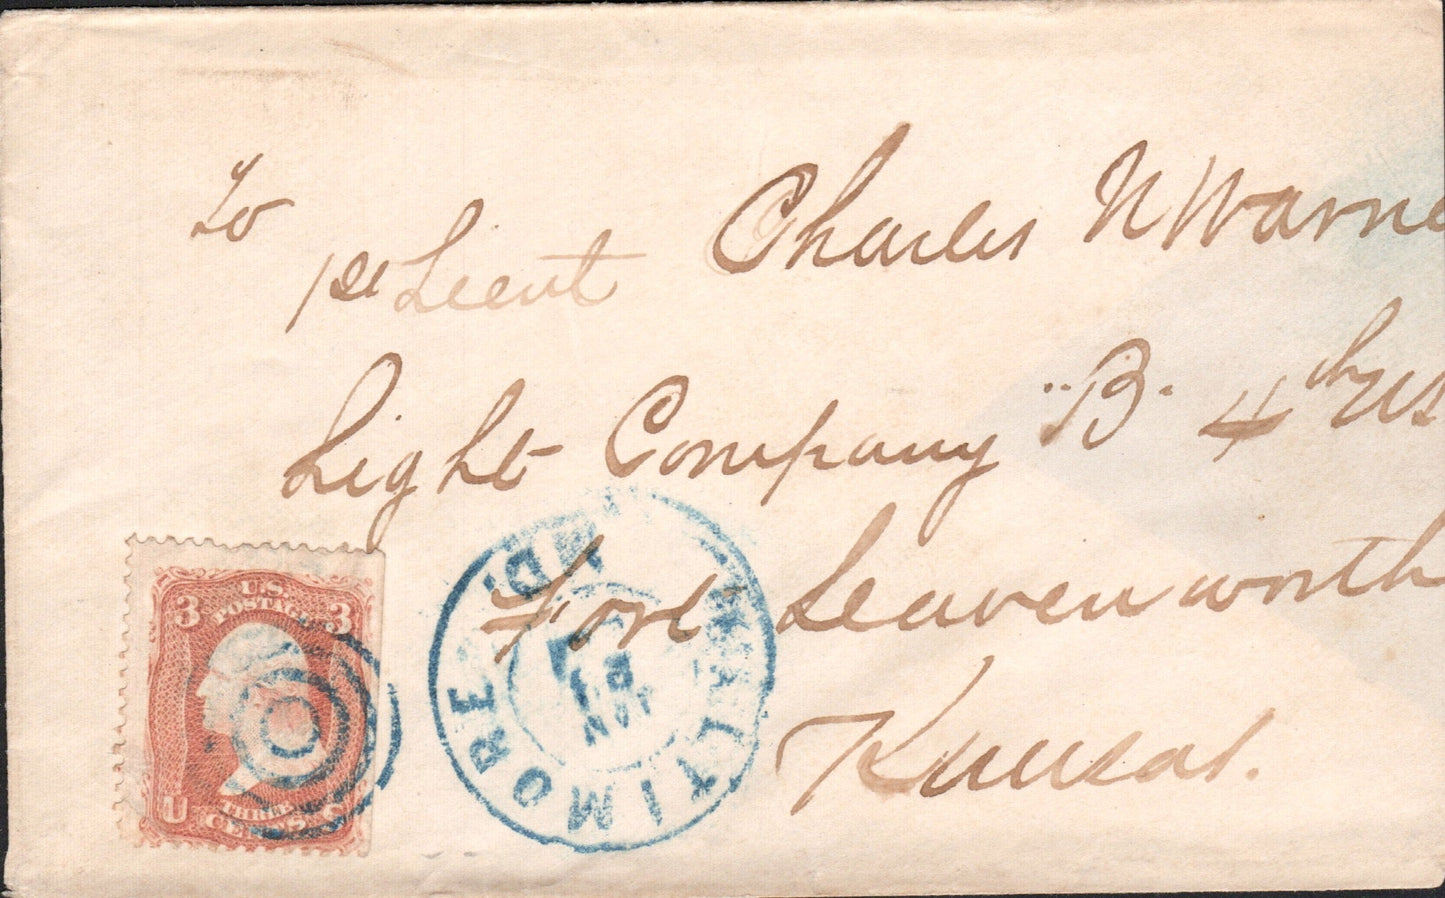 To
1st Lieut Charles N Warne
Light Company "B" 4th US
Fort Leavenworth
Kansas.
BALTIMORE MD.
JAN
U.S.
POSTAGE
3 3
U
THREE
CENTS.